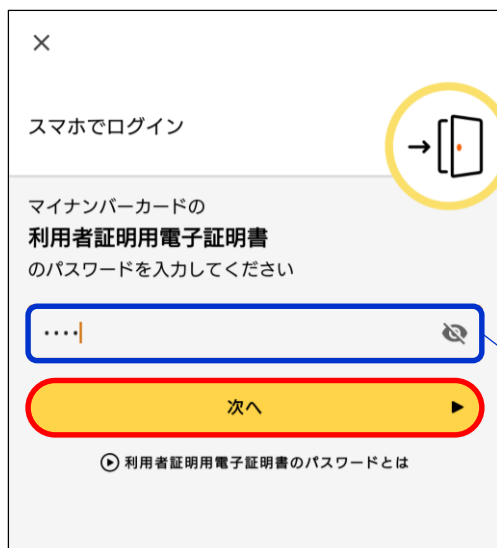 スマホでログイン
マイナンバーカードの
利用者証明用電子証明書
のパスワードを入力してください
････
次へ
利用者証明用電子証明書のパスワードとは